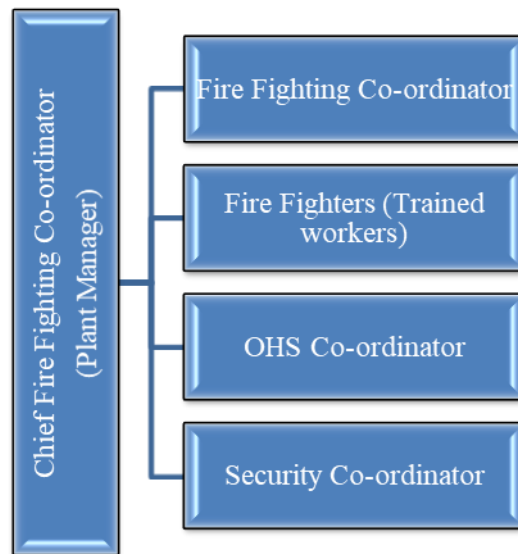 Chief Fire Fighting Co-ordinator
(Plant Manager)
Fire Fighting Co-ordinator
Fire Fighters (Trained
workers)
OHS Co-ordinator
Security Co-ordinator